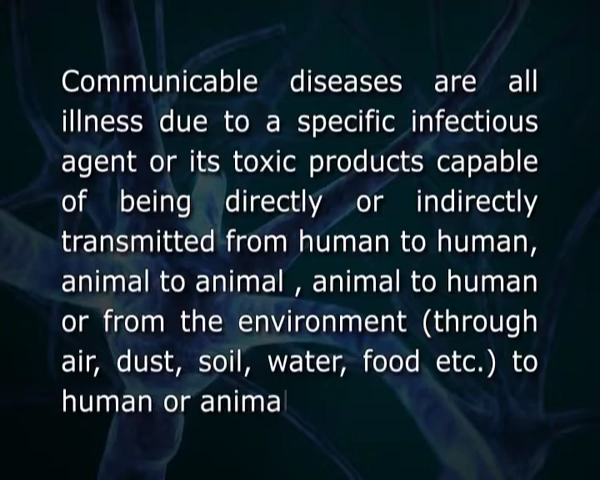 Communicable diseases are all
illness due to a specific infectious
agent or its toxic products capable
of being directly or indirectly
transmitted from human to human,
animal to animal , animal to human
or from the environment (through
air, dust, soil, water, food etc.) to
human or anima